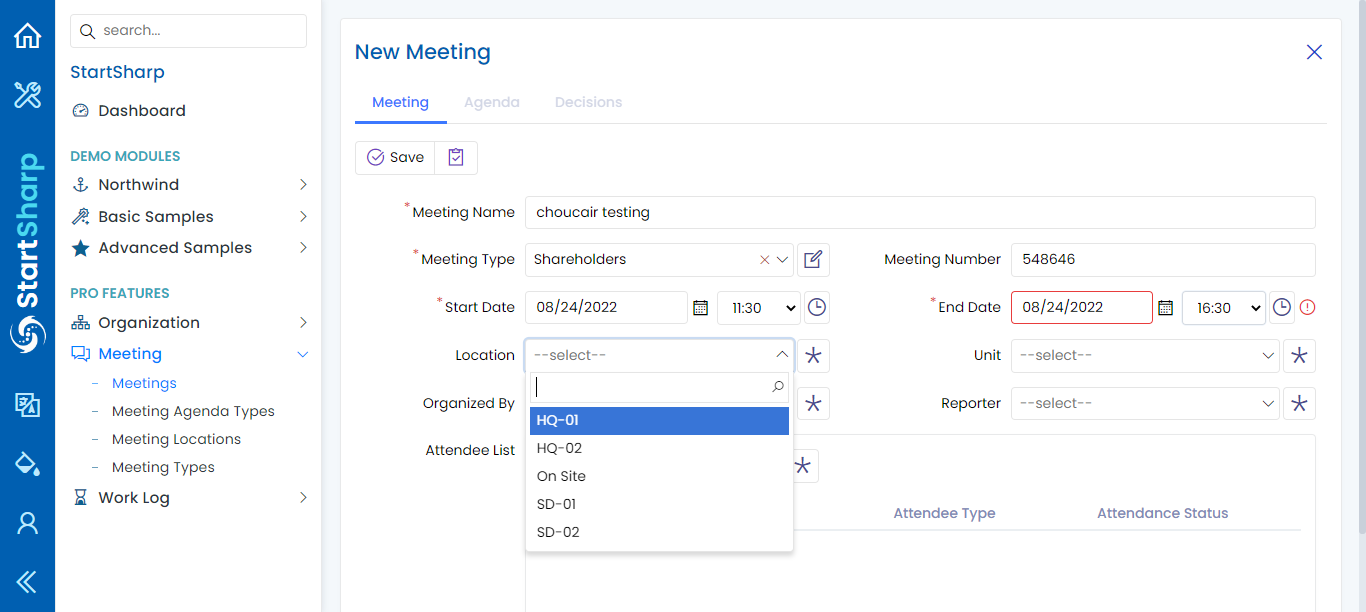 StartSharp
search...
StartSharp
Dashboard
DEMO MODULES
Northwind
Basic Samples
Advanced Samples
PRO FEATURES
Organization
Meeting
– Meetings
– Meeting Agenda Types
– Meeting Locations
– Meeting Types
Work Log
New Meeting
Meeting Agenda Decisions
Save
*Meeting Name choucair testing
*Meeting Type Shareholders Meeting Number 548646
*Start Date 08/24/2022 11:30 *End Date 08/24/2022 16:30
Location --select-- Unit --select--
Organized By Reporter --select--
Attendee List
HQ-01
HQ-02
On Site
SD-01
SD-02
Attendee Type Attendance Status